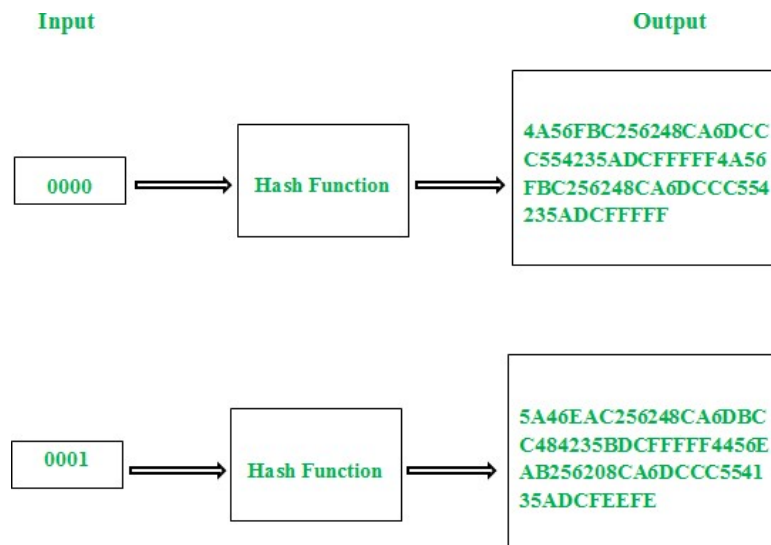 Input
Output
0000
Hash Function
4A56FBC256248CA6DCC
C554235ADCFFFFF4A56
FBC256248CA6DCCC554
235ADCFFFFF
0001
Hash Function
5A46EAC256248CA6DBC
C484235BDCFFFFF4456E
AB256208CA6DCCC5541
35ADCFEEFE